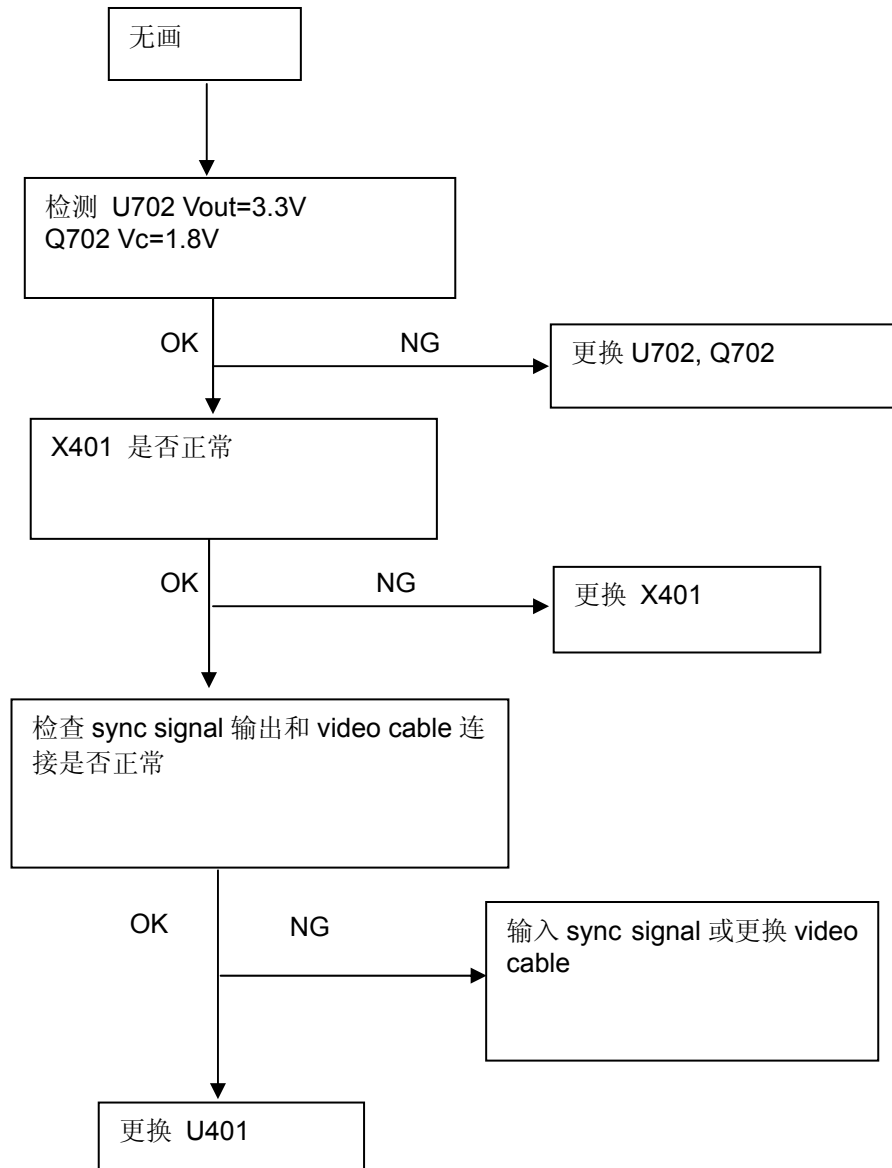 无画
检测 U702 Vout=3.3V
Q702 Vc=1.8V
OK
NG
更换 U702, Q702
X401 是否正常
OK
NG
更换 X401
检查 sync signal 输出和 video cable 连
接是否正常
OK
NG
输入 sync signal 或更换 video
cable
更换 U401